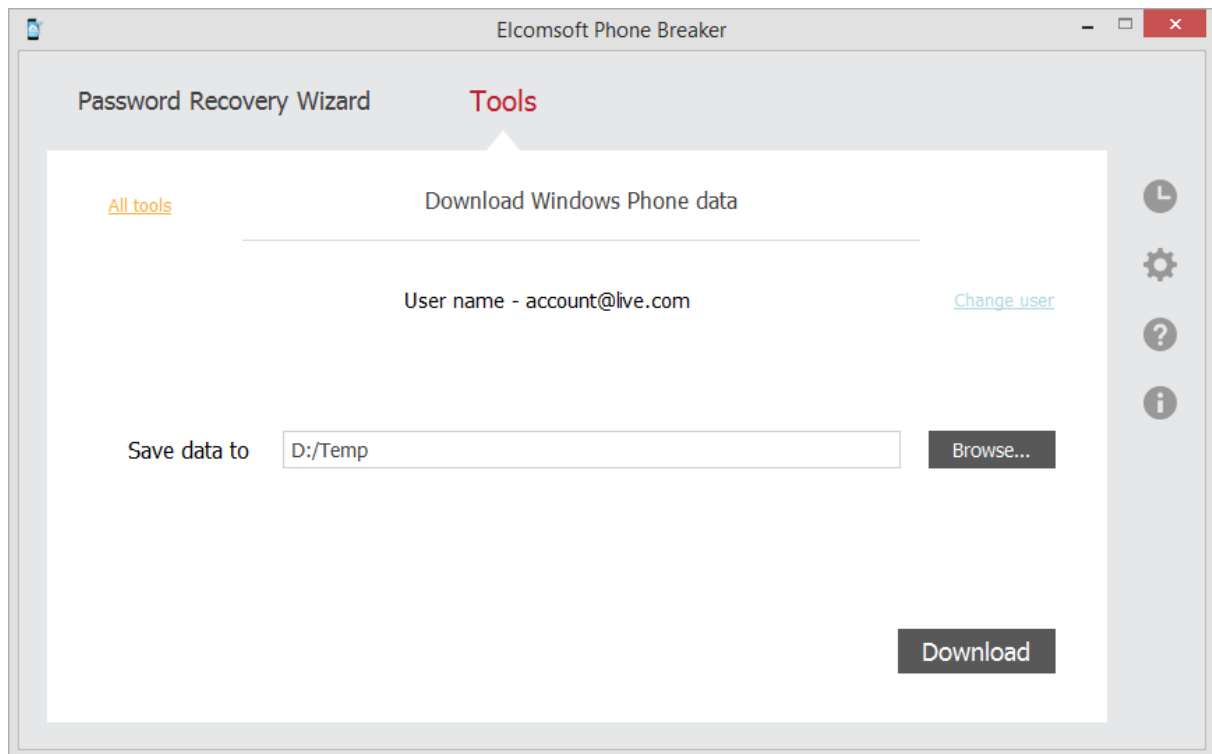 Elcomsoft Phone Breaker
Password Recovery Wizard Tools
All tools
Download Windows Phone data
User name - account@live.com
Change user
Save data to
D:/Temp
Browse...
Download